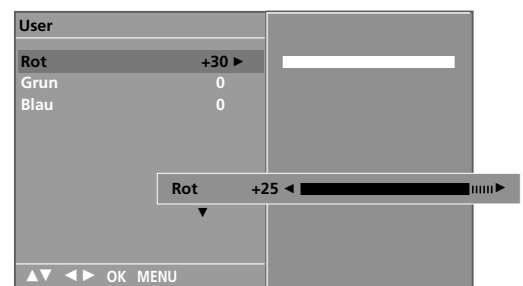 User
Rot +30 ►
Grun 0
Blau 0
Rot +25 ◄ ►
▼
▲▼ ◄► OK MENU